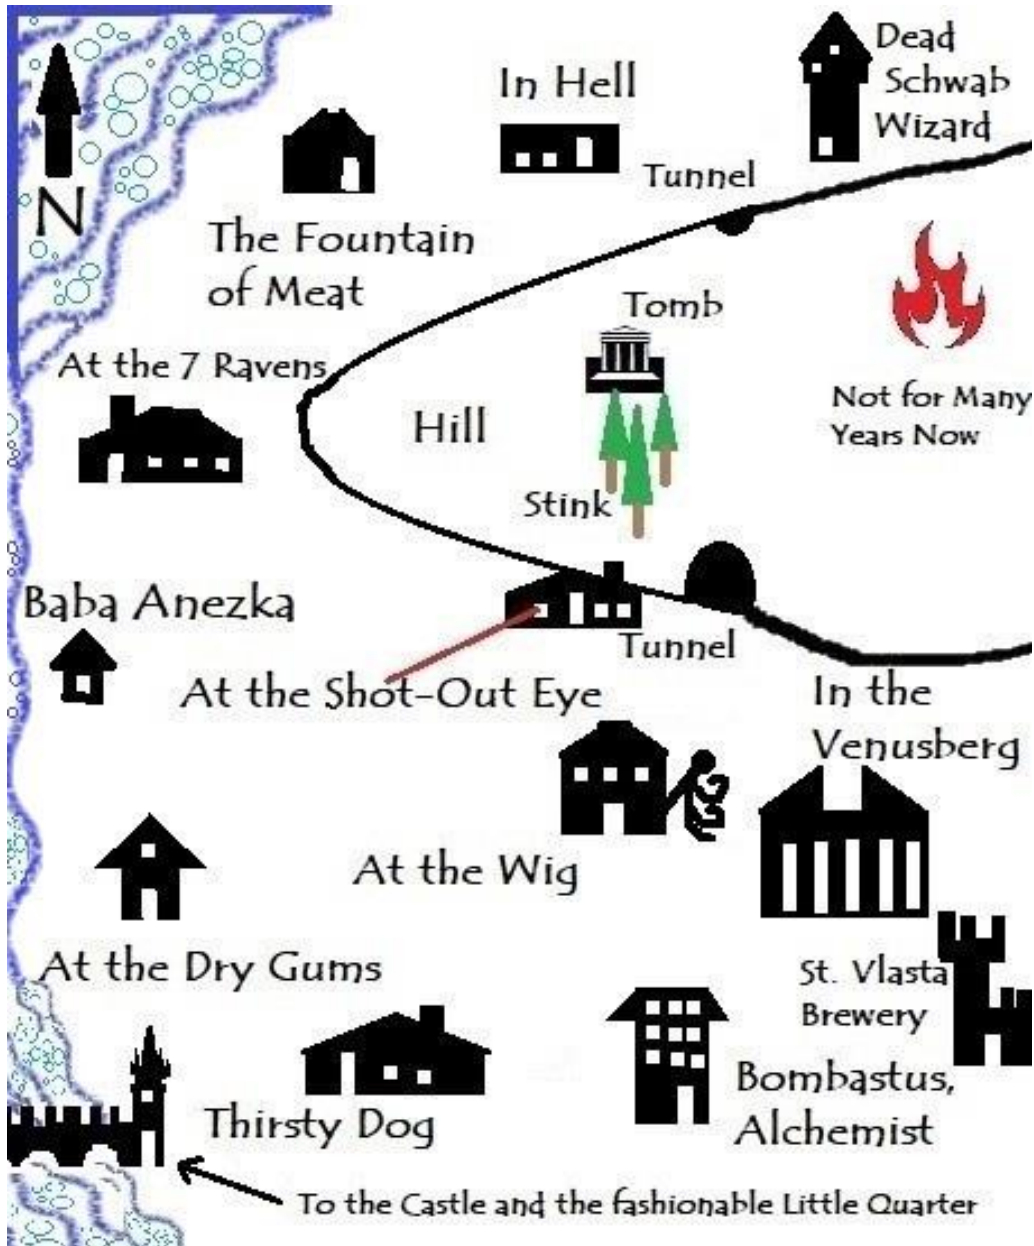 Dead
Schwab
Wizard
In Hell
Tunnel
N
The Fountain
of Meat
Tomb
At the 7 Ravens
Not for Many
Years Now
Hill
Stink
Baba Anezka
Tunnel
At the Shot-Out Eye
In the
Venusberg
At the Wig
At the Dry Gums
St. Vlasta
Brewery
Bombastus,
Alchemist
Thirsty Dog
To the Castle and the fashionable Little Quarter